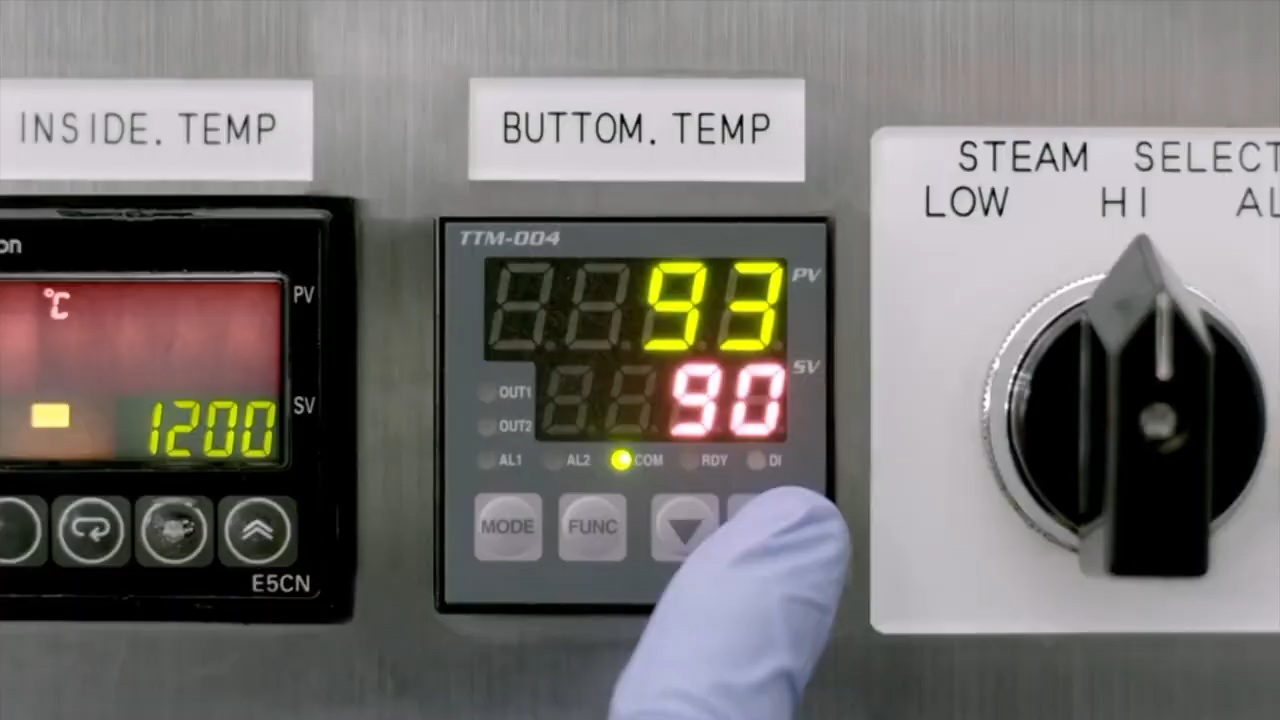 INSIDE. TEMP
BUTTOM. TEMP
STEAM SELECT
LOW HI AL
on
TTM-004
°C
PV
93
PV
1200
SV
90
SV
OUT1
OUT2
AL1 AL2 COM RDY DI
MODE FUNC
E5CN